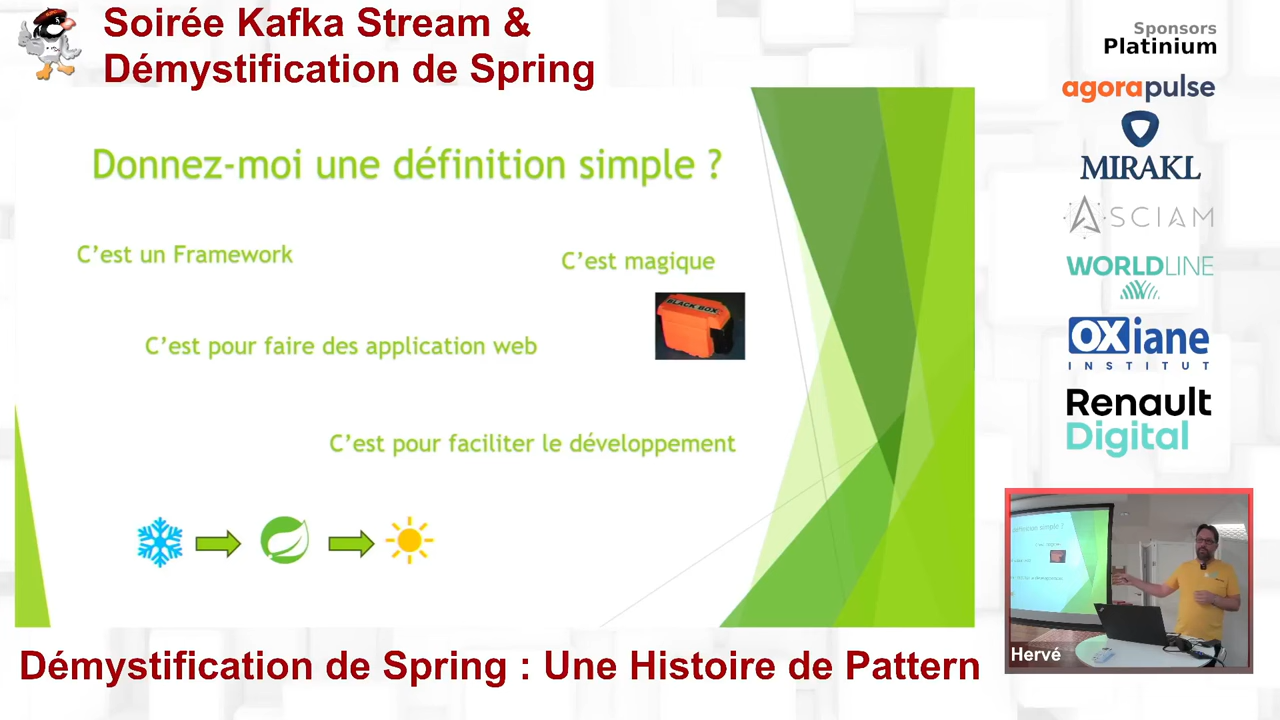 Soirée Kafka Stream &
Démystification de Spring
Sponsors
Platinium
agorapulse
MIRAKL
ASCIAM
WORLDLINE
OXiane
INSTITUT
Renault
Digital
Donnez-moi une définition simple ?
C'est un Framework
C'est magique
BLACK BOX
C'est pour faire des application web
C'est pour faciliter le développement
Hervé
Démystification de Spring : Une Histoire de Pattern